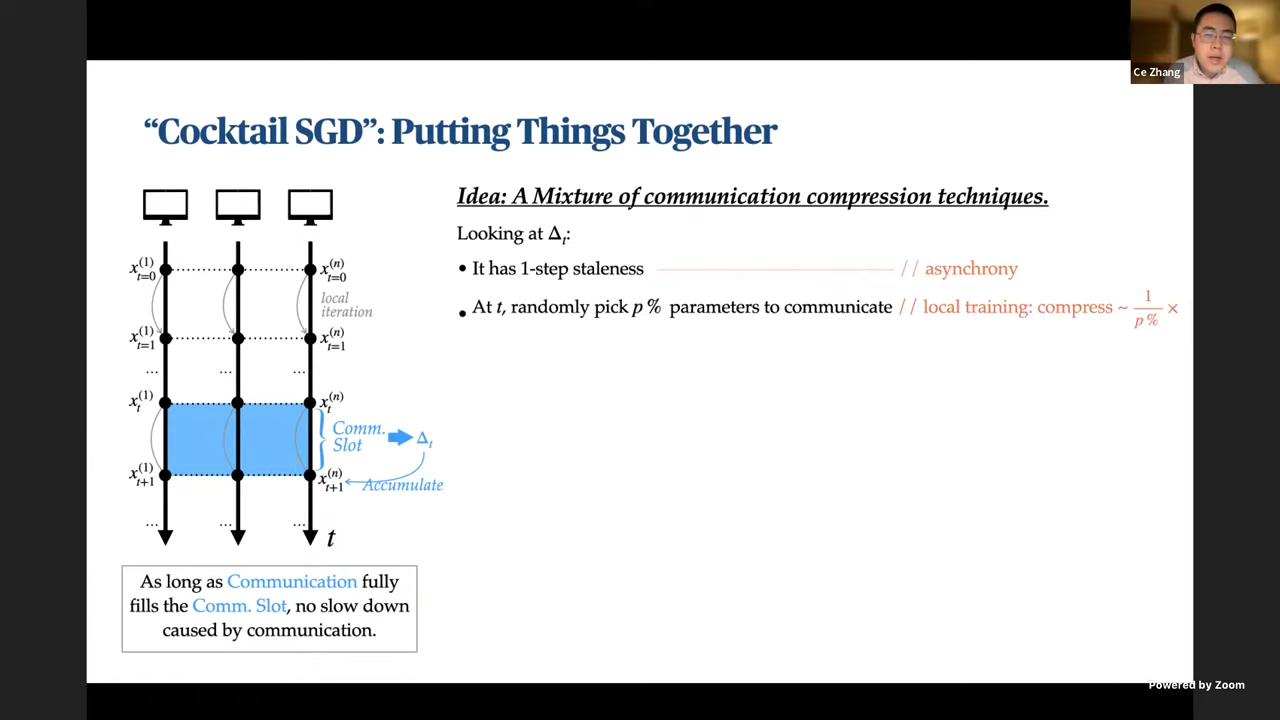 Ce Zhang
“Cocktail SGD”: Putting Things Together
Idea: A Mixture of communication compression techniques.
Looking at Δₜ:
• It has 1-step staleness // asynchrony
• At t, randomly pick p % parameters to communicate // local training: compress ~ 1/p % ×
x^(1)_{t=0} x^(n)_{t=0}
local
iteration
x^(1)_{t=1} x^(n)_{t=1}
... ... ...
x^(1)_t x^(n)_t
Comm.
Slot
Δₜ
x^(1)_{t+1} x^(n)_{t+1}
Accumulate
... ... ...
t
As long as Communication fully
fills the Comm. Slot, no slow down
caused by communication.
Powered by Zoom